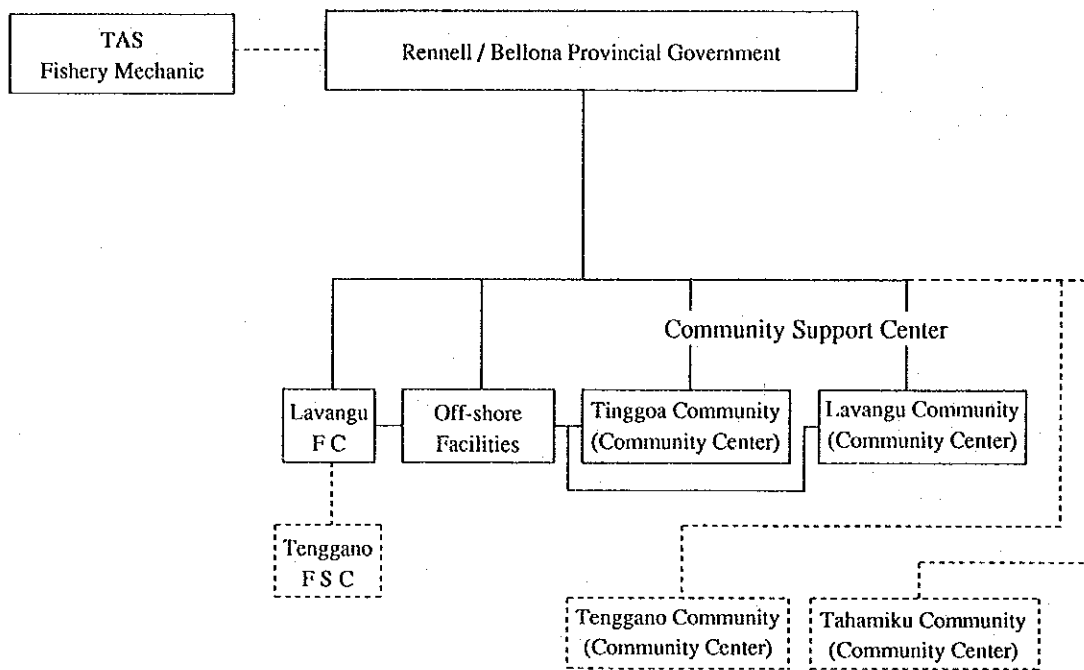 TAS
Fishery Mechanic
Rennell / Bellona Provincial Government
Community Support Center
Lavangu
F C
Off-shore
Facilities
Tinggoa Community
(Community Center)
Lavangu Community
(Community Center)
Tenggano
F S C
Tenggano Community
(Community Center)
Tahamiku Community
(Community Center)